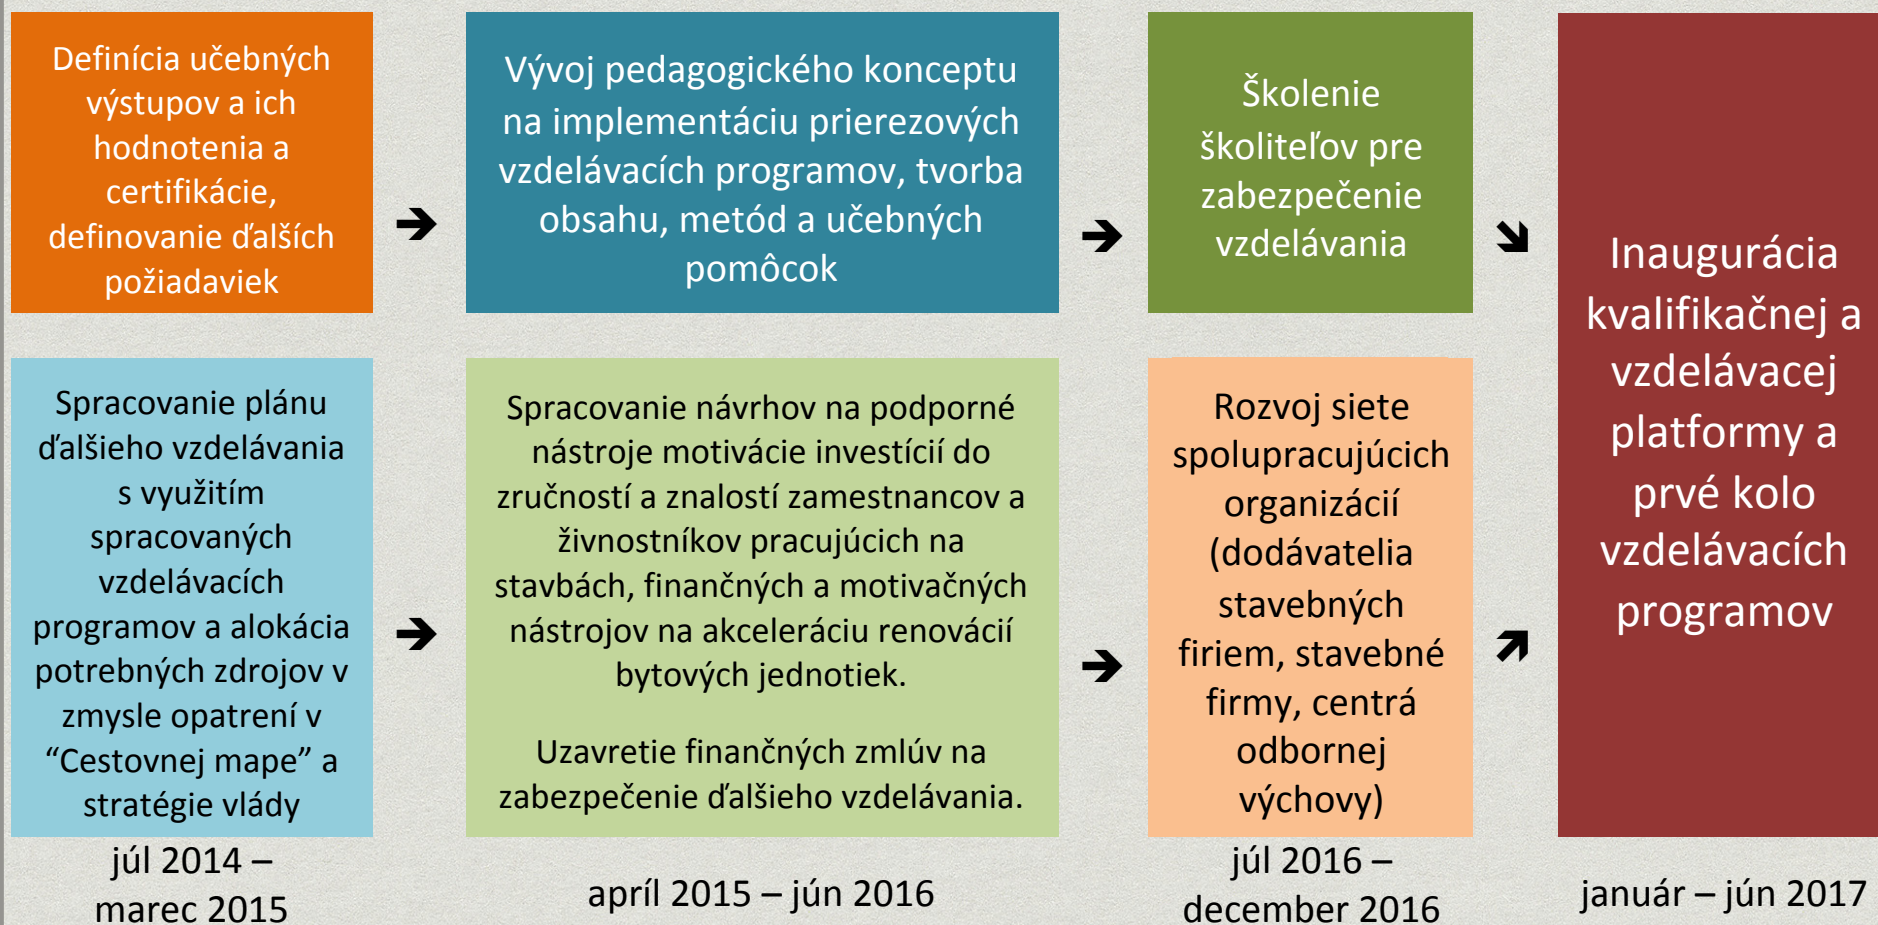 Definícia učebných
výstupov a ich
hodnotenia a
certifikácie,
definovanie ďalších
požiadaviek
➔
Vývoj pedagogického konceptu
na implementáciu prierezových
vzdelávacích programov, tvorba
obsahu, metód a učebných
pomôcok
➔
Školenie
školiteľov pre
zabezpečenie
vzdelávania
Spracovanie plánu
ďalšieho vzdelávania
s využitím
spracovaných
vzdelávacích
programov a alokácia
potrebných zdrojov v
zmysle opatrení v
“Cestovnej mape” a
stratégie vlády
➔
Spracovanie návrhov na podporné
nástroje motivácie investícií do
zručností a znalostí zamestnancov a
živnostníkov pracujúcich na
stavbách, finančných a motivačných
nástrojov na akceleráciu renovácií
bytových jednotiek.
Uzavretie finančných zmlúv na
zabezpečenie ďalšieho vzdelávania.
➔
Rozvoj siete
spolupracujúcich
organizácií
(dodávatelia
stavebných
firiem, stavebné
firmy, centrá
odbornej
výchovy)
Inaugurácia
kvalifikačnej a
vzdelávacej
platformy a
prvé kolo
vzdelávacích
programov
júl 2014 –
marec 2015
apríl 2015 – jún 2016
júl 2016 –
december 2016
január – jún 2017